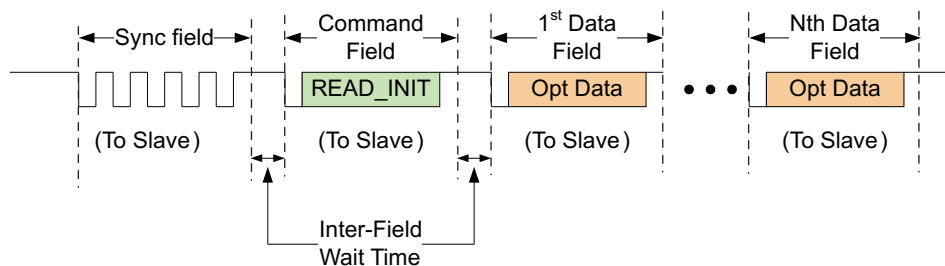 Sync field
Command
Field
1st Data
Field
Nth Data
Field
READ_INIT
Opt Data
Opt Data
(To Slave)
(To Slave)
(To Slave)
(To Slave)
Inter-Field
Wait Time